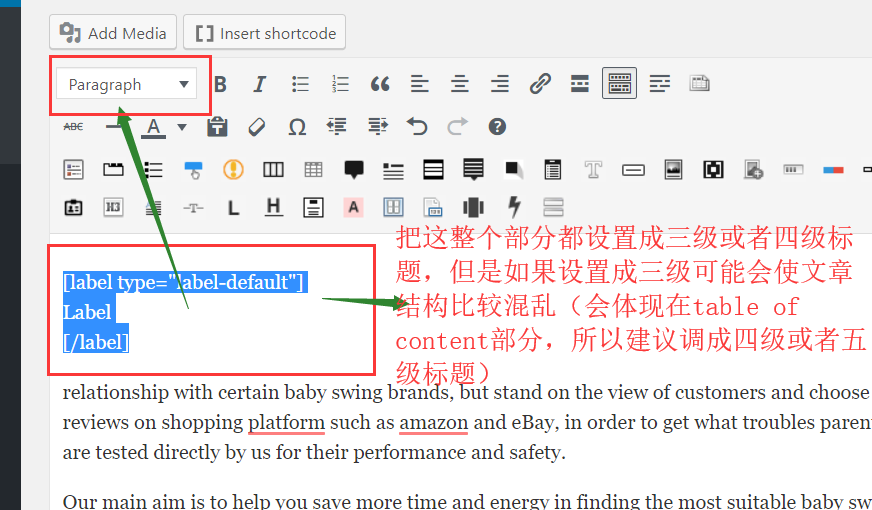 Add Media
Insert shortcode
Paragraph
B
I
ABC
A
T
Ω
?
T
H3
T
L
H
A
把这整个部分都设置成三级或者四级标
题，但是如果设置成三级可能会使文章
结构比较混乱（会体现在table of
content部分，所以建议调成四级或者五
级标题）
[label type="label-default"]
Label
[/label]
relationship with certain baby swing brands, but stand on the view of customers and choose
reviews on shopping platform such as amazon and eBay, in order to get what troubles paren
are tested directly by us for their performance and safety.
Our main aim is to help you save more time and energy in finding the most suitable baby sw